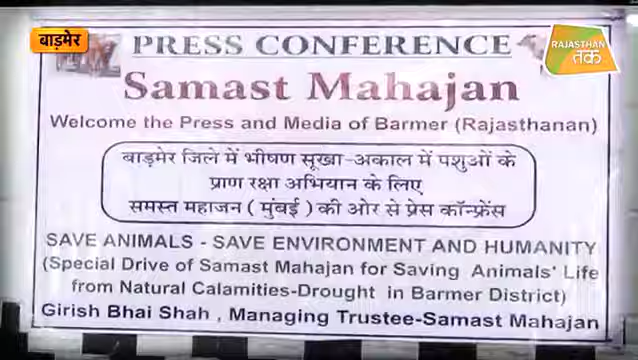 बाड़मेर
RAJASTHAN
तक
PRESS CONFERENCE
Samast Mahajan
Welcome the Press and Media of Barmer (Rajasthanan)
बाड़मेर जिले में भीषण सूखा-अकाल में पशुओं के
प्राण रक्षा अभियान के लिए
समस्त महाजन ( मुंबई ) की ओर से प्रेस कॉन्फ्रेंस
SAVE ANIMALS - SAVE ENVIRONMENT AND HUMANITY
(Special Drive of Samast Mahajan for Saving Animals' Life
from Natural Calamities-Drought in Barmer District)
Girish Bhai Shah , Managing Trustee-Samast Mahajan